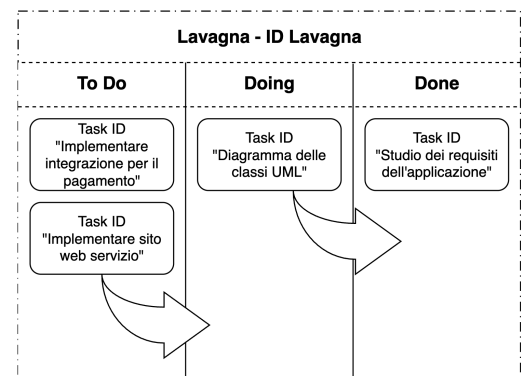 Lavagna - ID Lavagna
To Do
Doing
Done
Task ID
"Implementare
integrazione per il
pagamento"
Task ID
"Implementare sito
web servizio"
Task ID
"Diagramma delle
classi UML"
Task ID
"Studio dei requisiti
dell'applicazione"